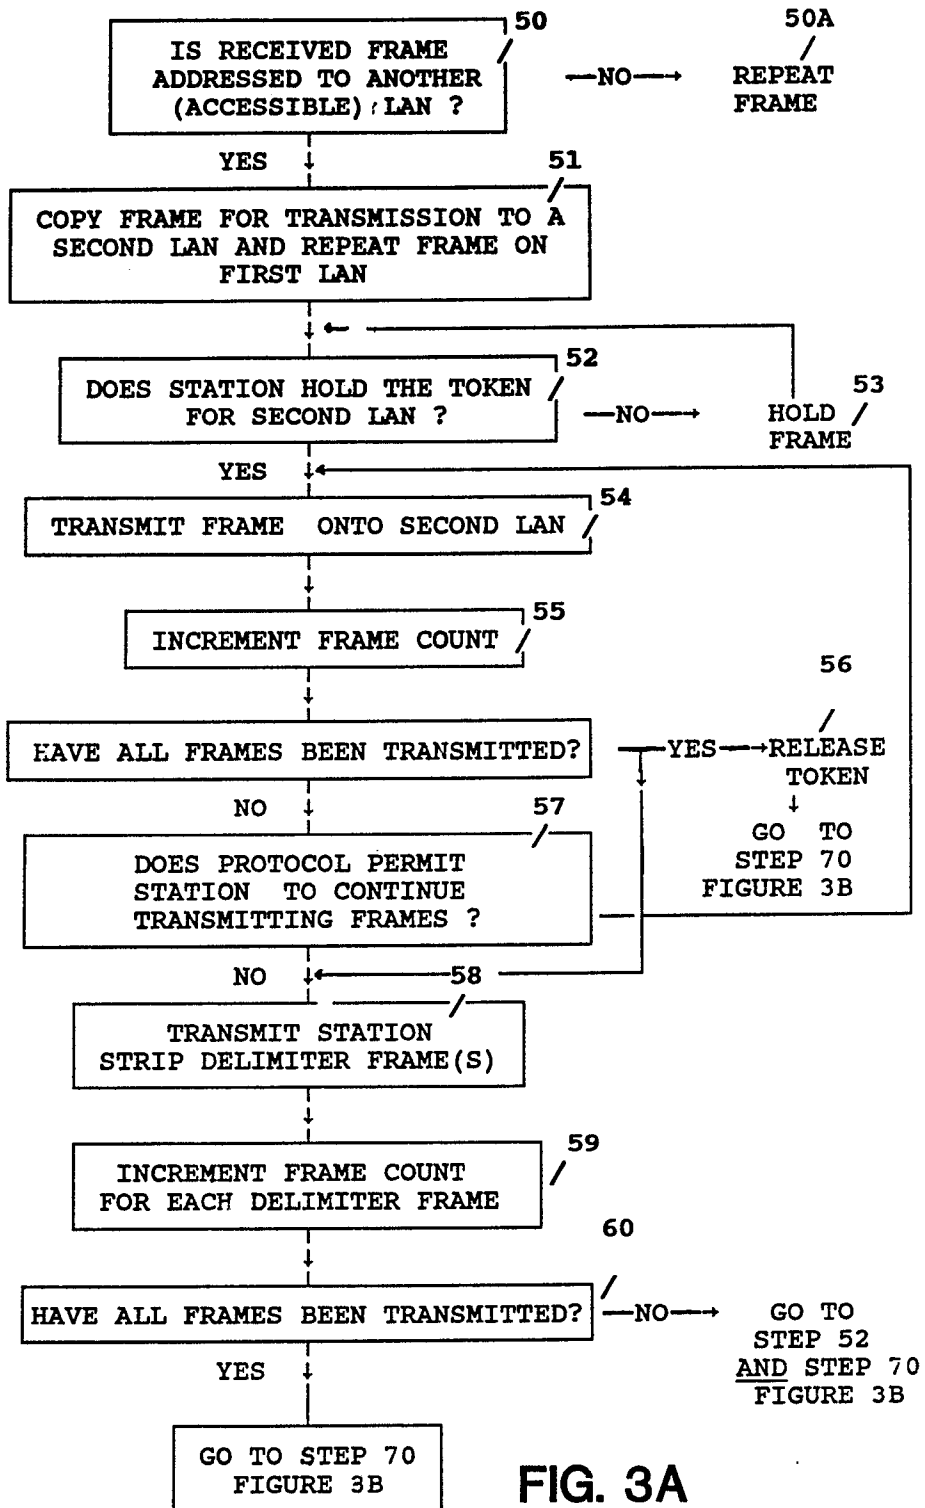 50
50A
IS RECEIVED FRAME
ADDRESSED TO ANOTHER
(ACCESSIBLE) LAN ?
NO
REPEAT
FRAME
YES
51
COPY FRAME FOR TRANSMISSION TO A
SECOND LAN AND REPEAT FRAME ON
FIRST LAN
52
DOES STATION HOLD THE TOKEN
FOR SECOND LAN ?
NO
53
HOLD
FRAME
YES
54
TRANSMIT FRAME ONTO SECOND LAN
55
INCREMENT FRAME COUNT
56
HAVE ALL FRAMES BEEN TRANSMITTED?
YES
RELEASE
TOKEN
GO TO
STEP 70
FIGURE 3B
NO
57
DOES PROTOCOL PERMIT
STATION TO CONTINUE
TRANSMITTING FRAMES ?
NO
58
TRANSMIT STATION
STRIP DELIMITER FRAME(S)
59
INCREMENT FRAME COUNT
FOR EACH DELIMITER FRAME
60
HAVE ALL FRAMES BEEN TRANSMITTED?
NO
GO TO
STEP 52
AND STEP 70
FIGURE 3B
YES
GO TO STEP 70
FIGURE 3B
FIG. 3A